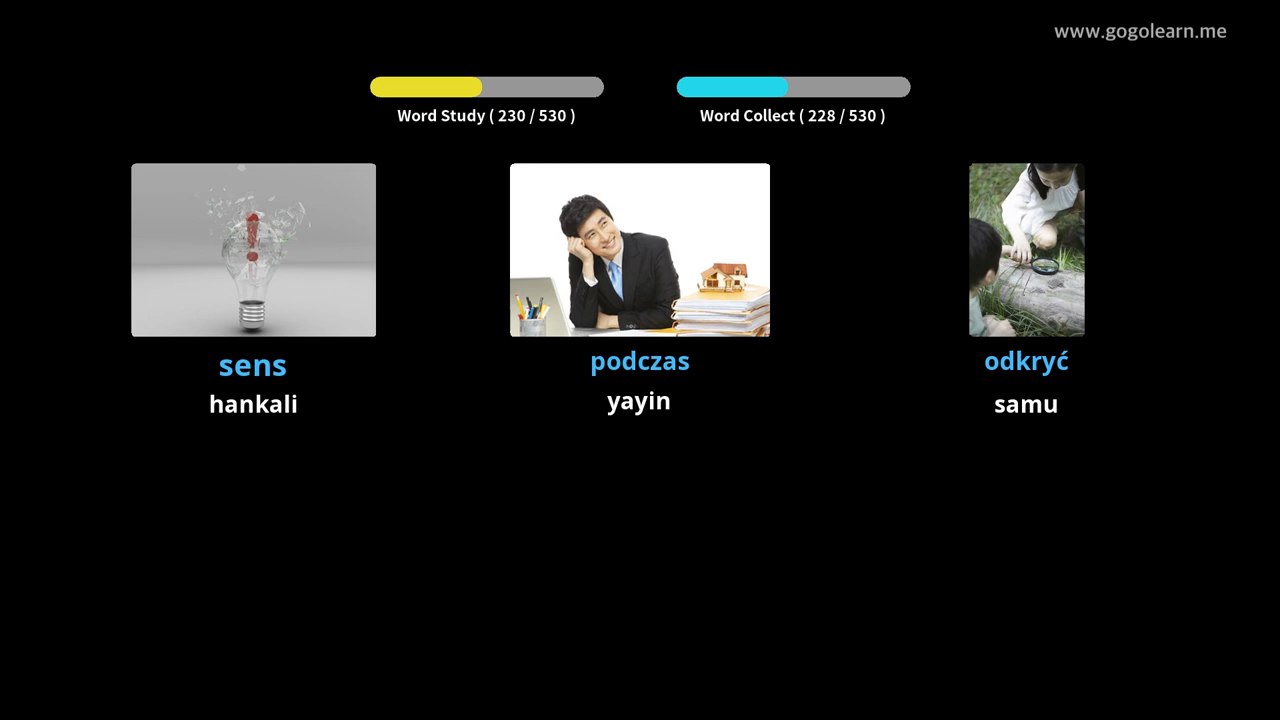 www.gogolearn.me
Word Study ( 230 / 530 )
Word Collect ( 228 / 530 )
sens
hankali
podczas
yayin
odkryć
samu